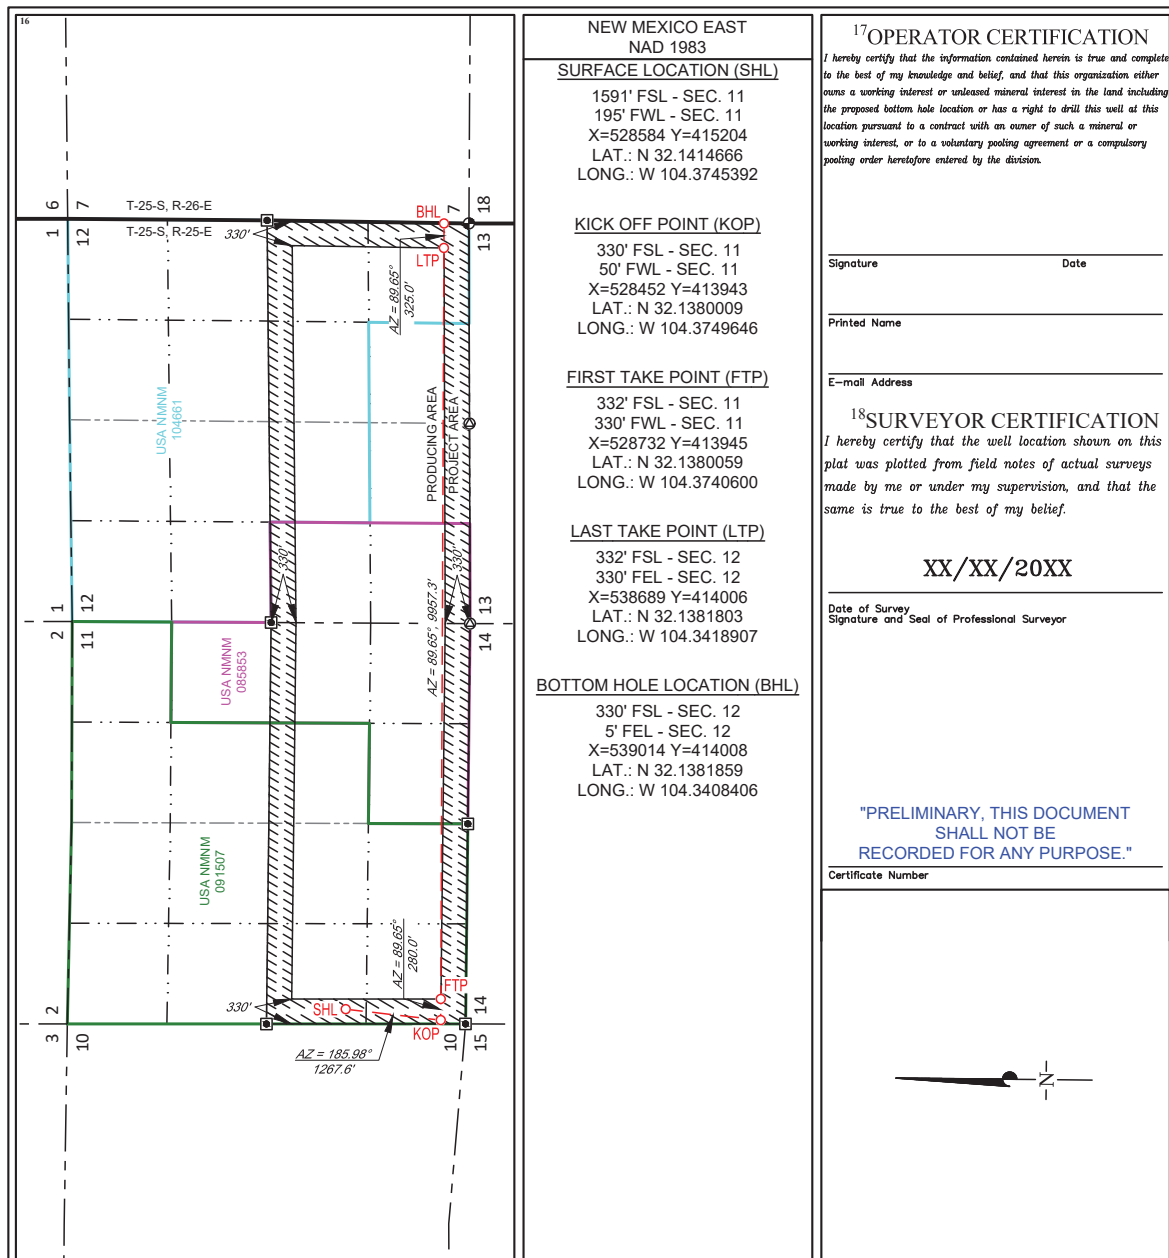 16
6
7
T-25-S, R-26-E
T-25-S, R-25-E
1
12
330'
BHL
7
18
13
LTP
AZ = 89.65°
325.0'
USA NMNM
104661
PRODUCING AREA
PROJECT AREA
330'
330'
1
12
2
11
13
14
AZ = 89.65° 9957.3'
USA NMNM
085853
USA NMNM
091507
AZ = 89.65°
280.0'
FTP
330'
SHL
KOP
2
3
10
14
10
15
AZ = 185.98°
1267.6'
NEW MEXICO EAST
NAD 1983
SURFACE LOCATION (SHL)
1591' FSL - SEC. 11
195' FWL - SEC. 11
X=528584 Y=415204
LAT.: N 32.1414666
LONG.: W 104.3745392
KICK OFF POINT (KOP)
330' FSL - SEC. 11
50' FWL - SEC. 11
X=528452 Y=413943
LAT.: N 32.1380009
LONG.: W 104.3749646
FIRST TAKE POINT (FTP)
332' FSL - SEC. 11
330' FWL - SEC. 11
X=528732 Y=413945
LAT.: N 32.1380059
LONG.: W 104.3740600
LAST TAKE POINT (LTP)
332' FSL - SEC. 12
330' FEL - SEC. 12
X=538689 Y=414006
LAT.: N 32.1381803
LONG.: W 104.3418907
BOTTOM HOLE LOCATION (BHL)
330' FSL - SEC. 12
5' FEL - SEC. 12
X=539014 Y=414008
LAT.: N 32.1381859
LONG.: W 104.3408406
17OPERATOR CERTIFICATION
I hereby certify that the information contained herein is true and complete
to the best of my knowledge and belief, and that this organization either
owns a working interest or unleased mineral interest in the land including
the proposed bottom hole location or has a right to drill this well at this
location pursuant to a contract with an owner of such a mineral or
working interest, or to a voluntary pooling agreement or a compulsory
pooling order heretofore entered by the division.
Signature Date
Printed Name
E-mail Address
18SURVEYOR CERTIFICATION
I hereby certify that the well location shown on this
plat was plotted from field notes of actual surveys
made by me or under my supervision, and that the
same is true to the best of my belief.
XX/XX/20XX
Date of Survey
Signature and Seal of Professional Surveyor
"PRELIMINARY, THIS DOCUMENT
SHALL NOT BE
RECORDED FOR ANY PURPOSE."
Certificate Number
N